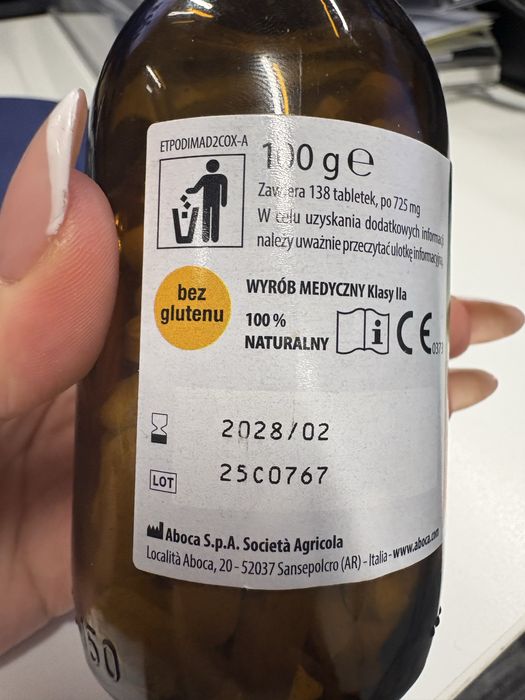 ETPODIMAD2COX-A
100 g e
Zawiera 138 tabletek, po 725 mg
W celu uzyskania dodatkowych informacji
należy uważnie przeczytać ulotkę informacyjną
bez
glutenu
WYRÓB MEDYCZNY Klasy IIa
100 %
NATURALNY
i
CE 0373
2028/02
LOT
25C0767
Aboca S.p.A. Società Agricola
Località Aboca, 20 - 52037 Sansepolcro (AR) - Italia - www.aboca.com
150